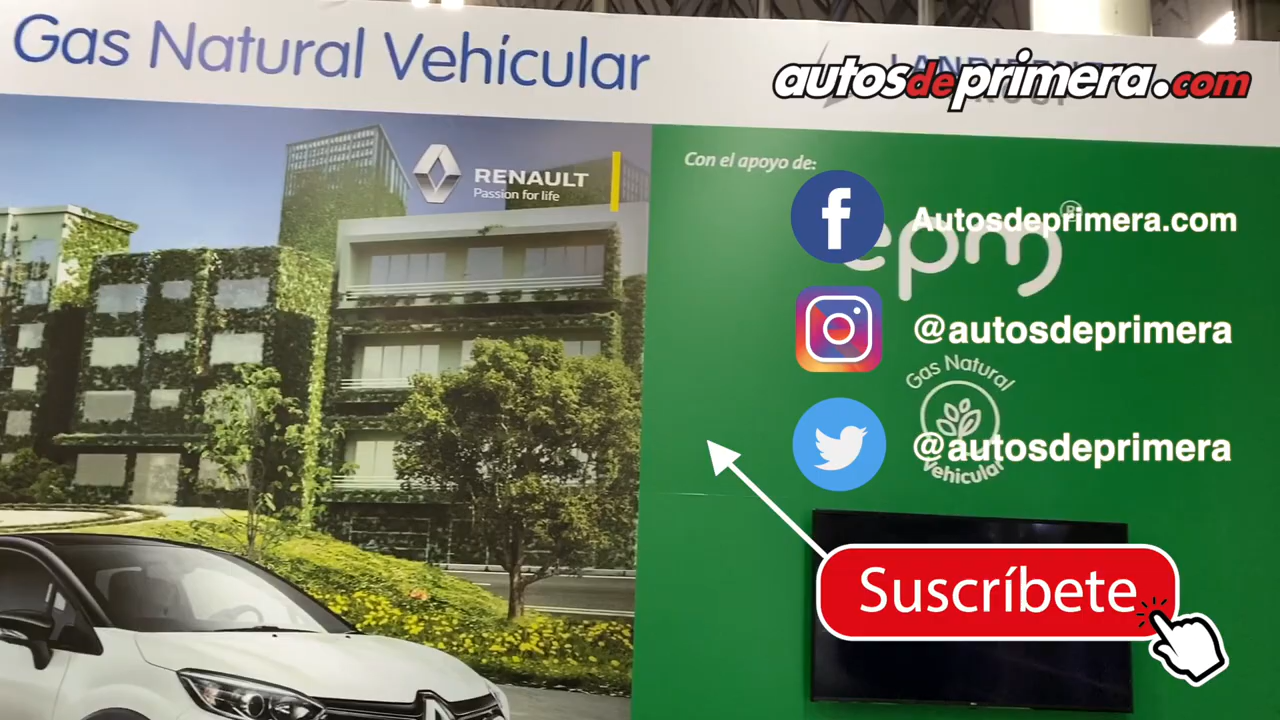 Gas Natural Vehícular
autosdeprimera.com
RENAULT
Passion for life
Con el apoyo de:
epm
Autosdeprimera.com
@autosdeprimera
Gas Natural
Vehicular
@autosdeprimera
Suscríbete